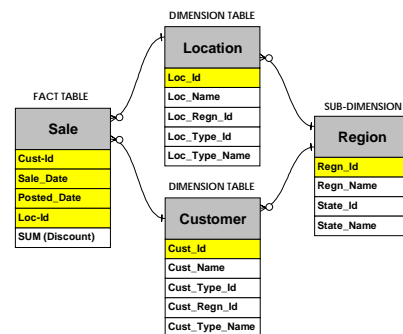 DIMENSION TABLE
Location
Loc_Id
Loc_Name
Loc_Regn_Id
Loc_Type_Id
Loc_Type_Name
FACT TABLE
Sale
Cust-Id
Sale_Date
Posted_Date
Loc-Id
SUM (Discount)
DIMENSION TABLE
Customer
Cust_Id
Cust_Name
Cust_Type_Id
Cust_Regn_Id
Cust_Type_Name
SUB-DIMENSION
Region
Regn_Id
Regn_Name
State_Id
State_Name